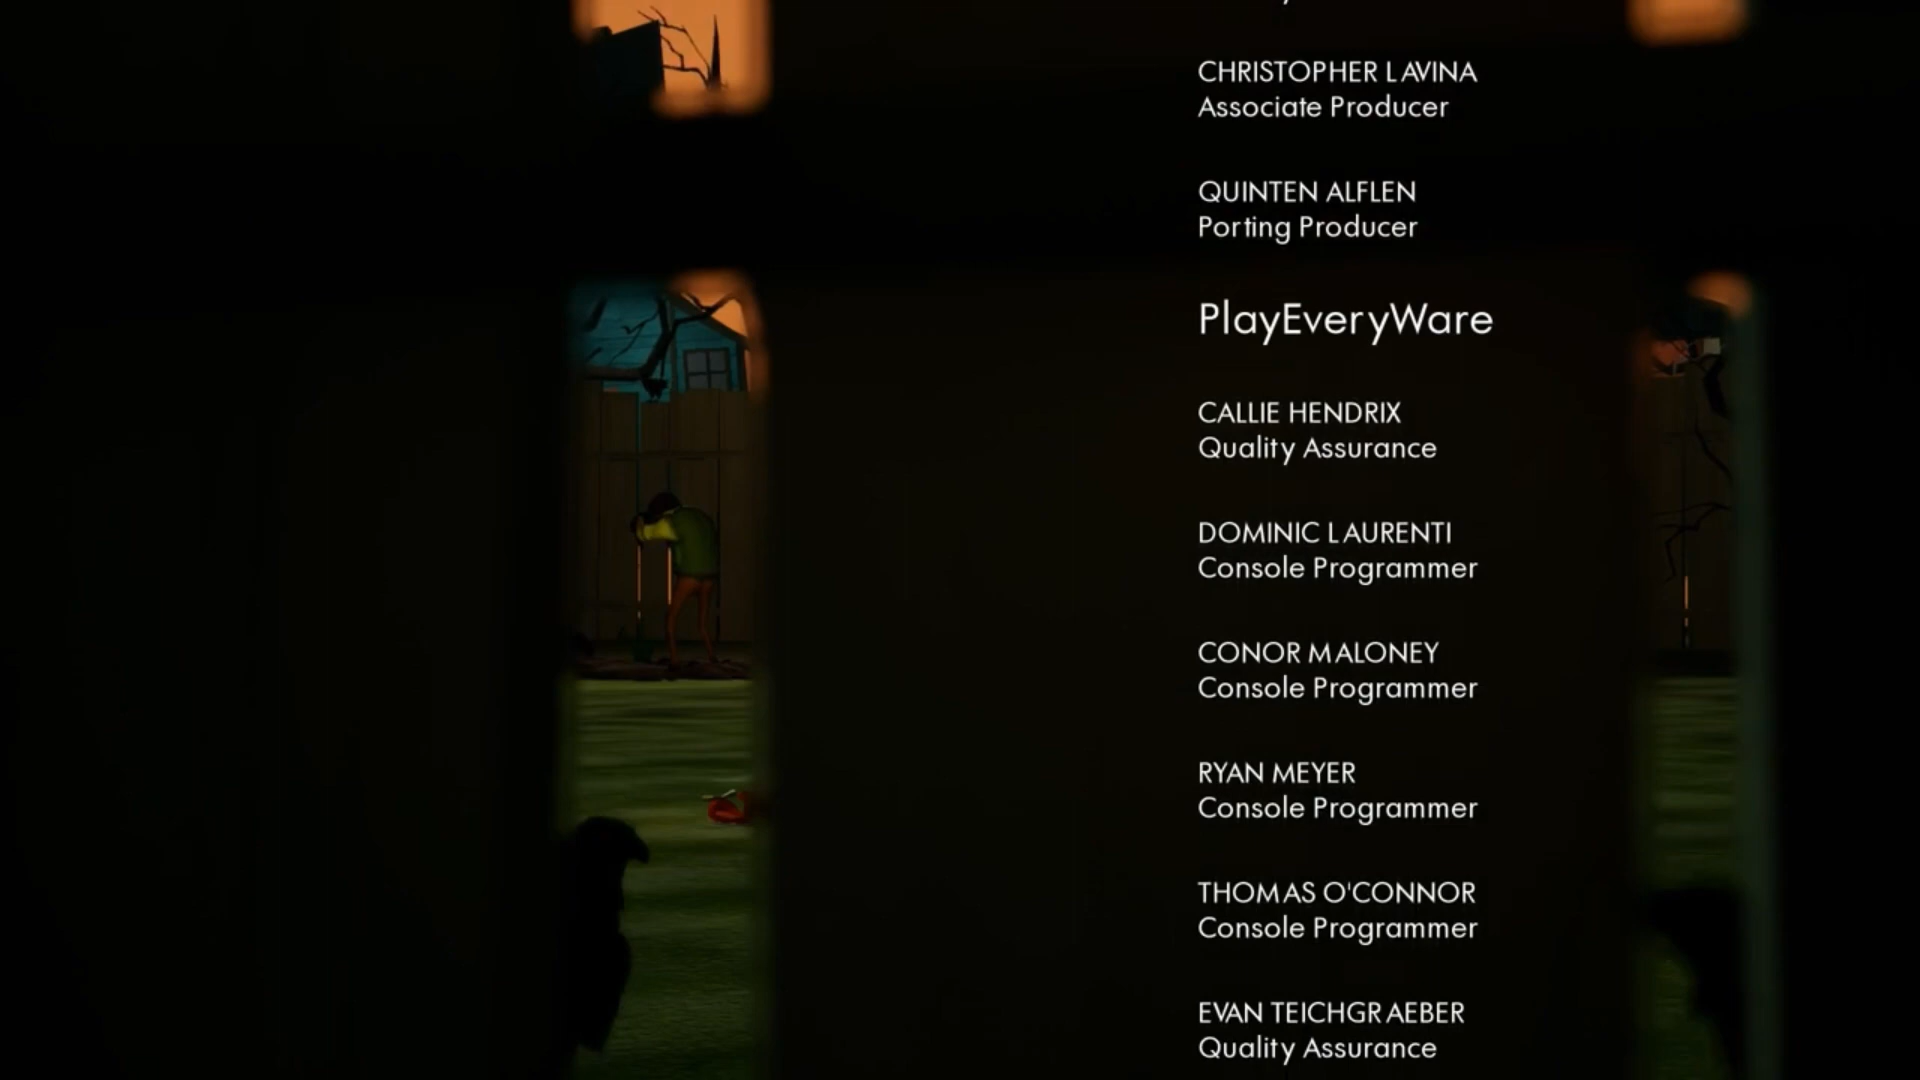 CHRISTOPHER LAVINA
Associate Producer
QUINTEN ALFLEN
Porting Producer
PlayEveryWare
CALLIE HENDRIX
Quality Assurance
DOMINIC LAURENTI
Console Programmer
CONOR MALONEY
Console Programmer
RYAN MEYER
Console Programmer
THOMAS O'CONNOR
Console Programmer
EVAN TEICHGRAEBER
Quality Assurance